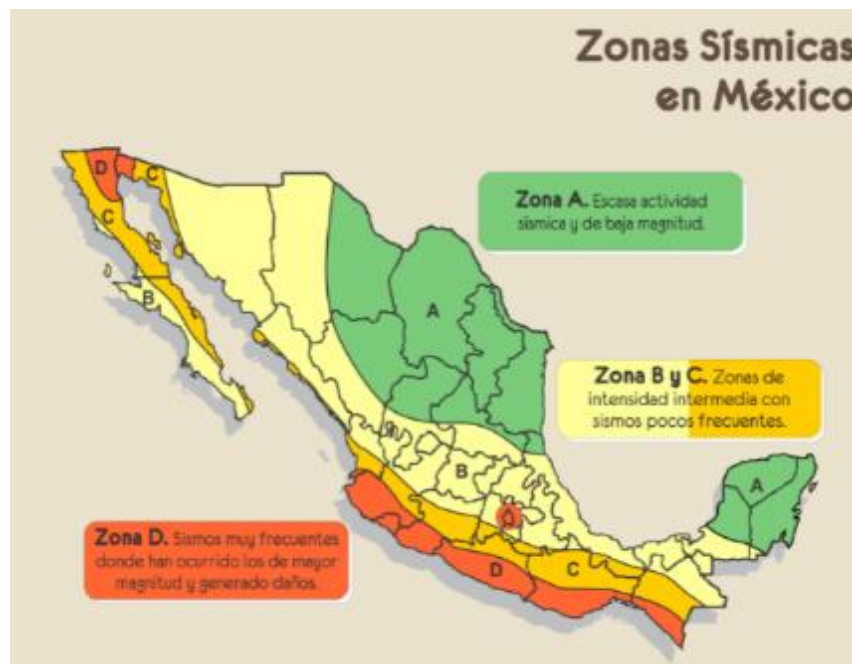 Zonas Sísmicas
en México
D
C
C
B
A
Zona A. Escasa actividad
sísmica y de baja magnitud.
Zona B y C. Zonas de
intensidad intermedia con
sismos pocos frecuentes.
B
A
Zona D. Sismos muy frecuentes
donde han ocurrido los de mayor
magnitud y generado daños.
D
C